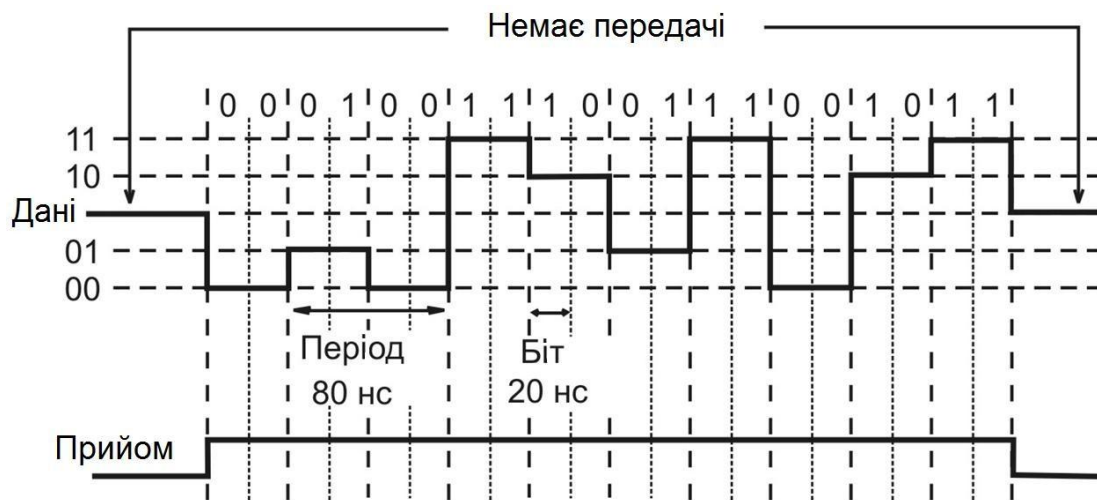 Немає передачі
0 0 0 1 0 0 1 1 1 0 0 1 1 1 0 0 1 0 1 1
11
10
Дані
01
00
Період
80 нс
Біт
20 нс
Прийом